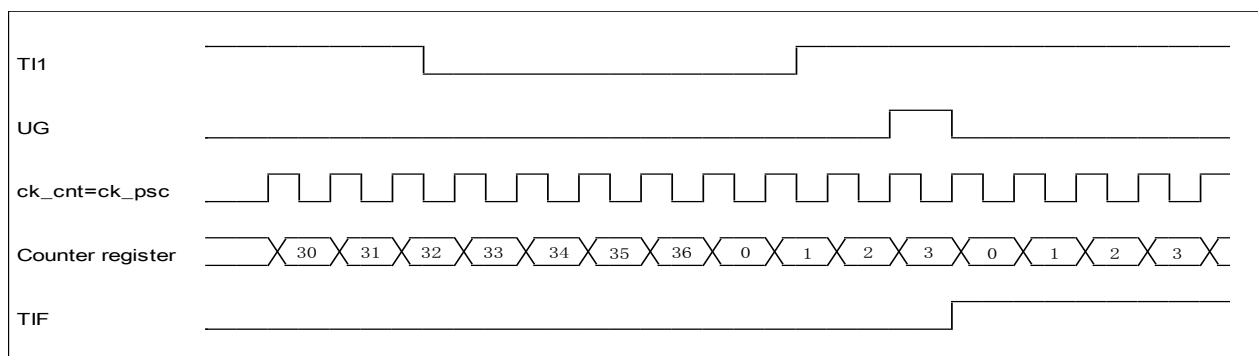 TI1
UG
ck_cnt=ck_psc
Counter register 30 31 32 33 34 35 36 0 1 2 3 0 1 2 3
TIF